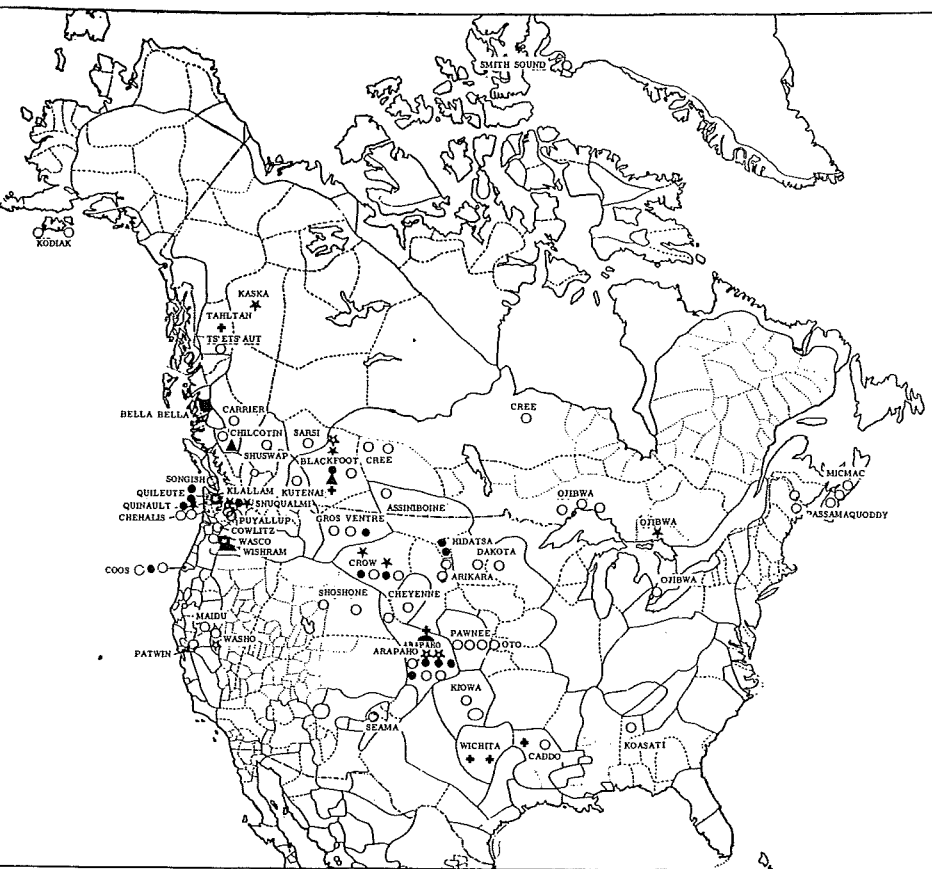 SMITH SOUND
KODIAK
KASKA
TAHLTAN
TS'ETS'AUT
BELLA BELLA
CARRIER
CREE
CHILCOTIN
SARSI
SHUSWAP
BLACKFOOT
CREE
SONGISH
KLALLAM
KUTENAI
QUILEUTE
SNUQUALMI
ASSINIBOINE
QUINAULT
CHENALIS
PUYALLUP
GROS VENTRE
COWLITZ
WASCO
WISHRAM
OJIBWA
OJIBWA
MICMAC
PASSAMAQUODDY
HIDATSA
DAKOTA
CROW
COOS
ARIKARA
OJIBWA
SHOSHONE
CHEYENNE
MAIDU
WASHO
PATWIN
ARAPAHO
ARAPAHO
PAWNEE
OTO
KIOWA
SEAMA
WICHITA
CADDO
KOASATI